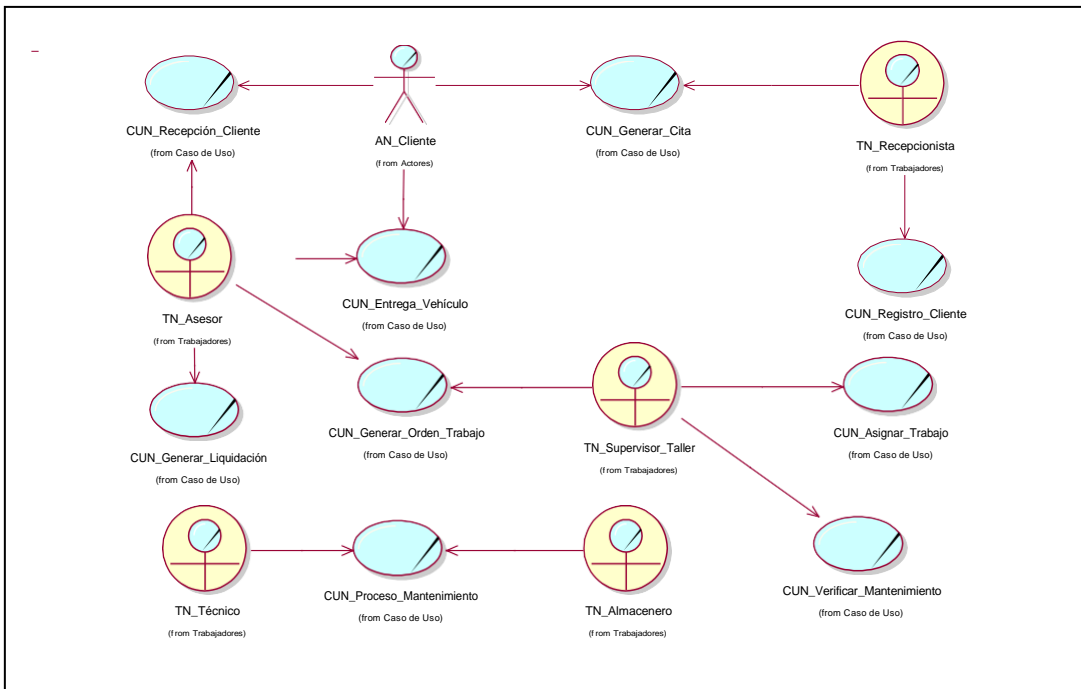 CUN_Recepción_Cliente
(from Caso de Uso)
AN_Cliente
(from Actores)
CUN_Generar_Cita
(from Caso de Uso)
TN_Recepcionista
(from Trabajadores)
TN_Asesor
(from Trabajadores)
CUN_Entrega_Vehículo
(from Caso de Uso)
CUN_Registro_Cliente
(from Caso de Uso)
CUN_Generar_Liquidación
(from Caso de Uso)
CUN_Generar_Orden_Trabajo
(from Caso de Uso)
TN_Supervisor_Taller
(from Trabajadores)
CUN_Asignar_Trabajo
(from Caso de Uso)
TN_Técnico
(from Trabajadores)
CUN_Proceso_Mantenimiento
(from Caso de Uso)
TN_Almacenero
(from Trabajadores)
CUN_Verificar_Mantenimiento
(from Caso de Uso)